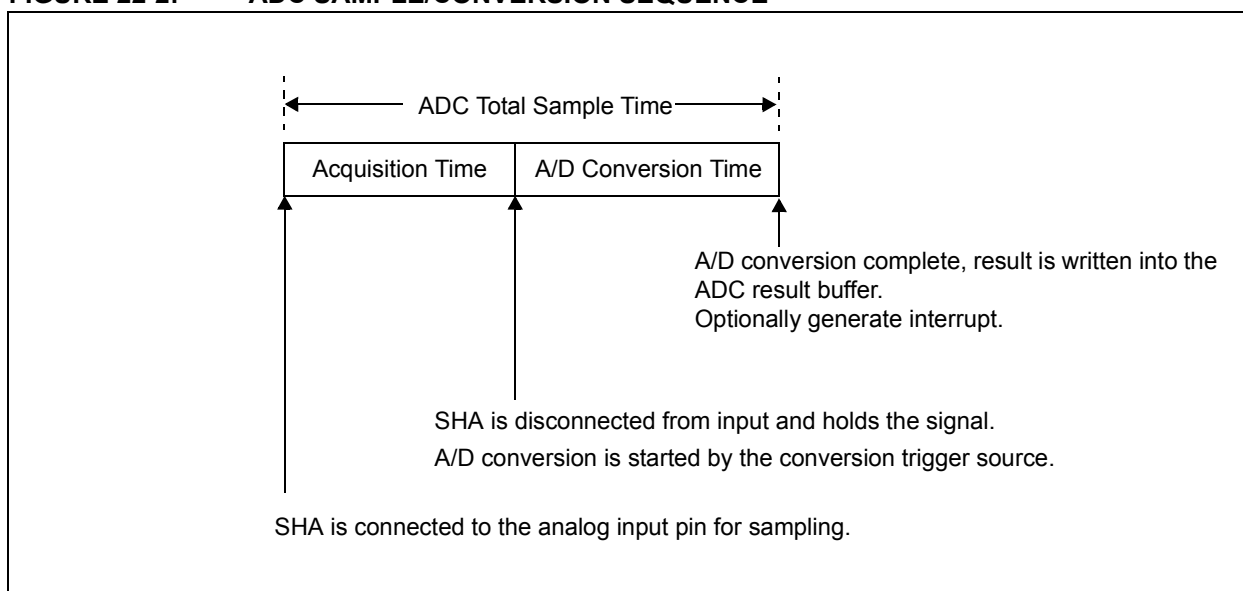 ADC Total Sample Time
Acquisition Time A/D Conversion Time
A/D conversion complete, result is written into the
ADC result buffer.
Optionally generate interrupt.
SHA is disconnected from input and holds the signal.
A/D conversion is started by the conversion trigger source.
SHA is connected to the analog input pin for sampling.